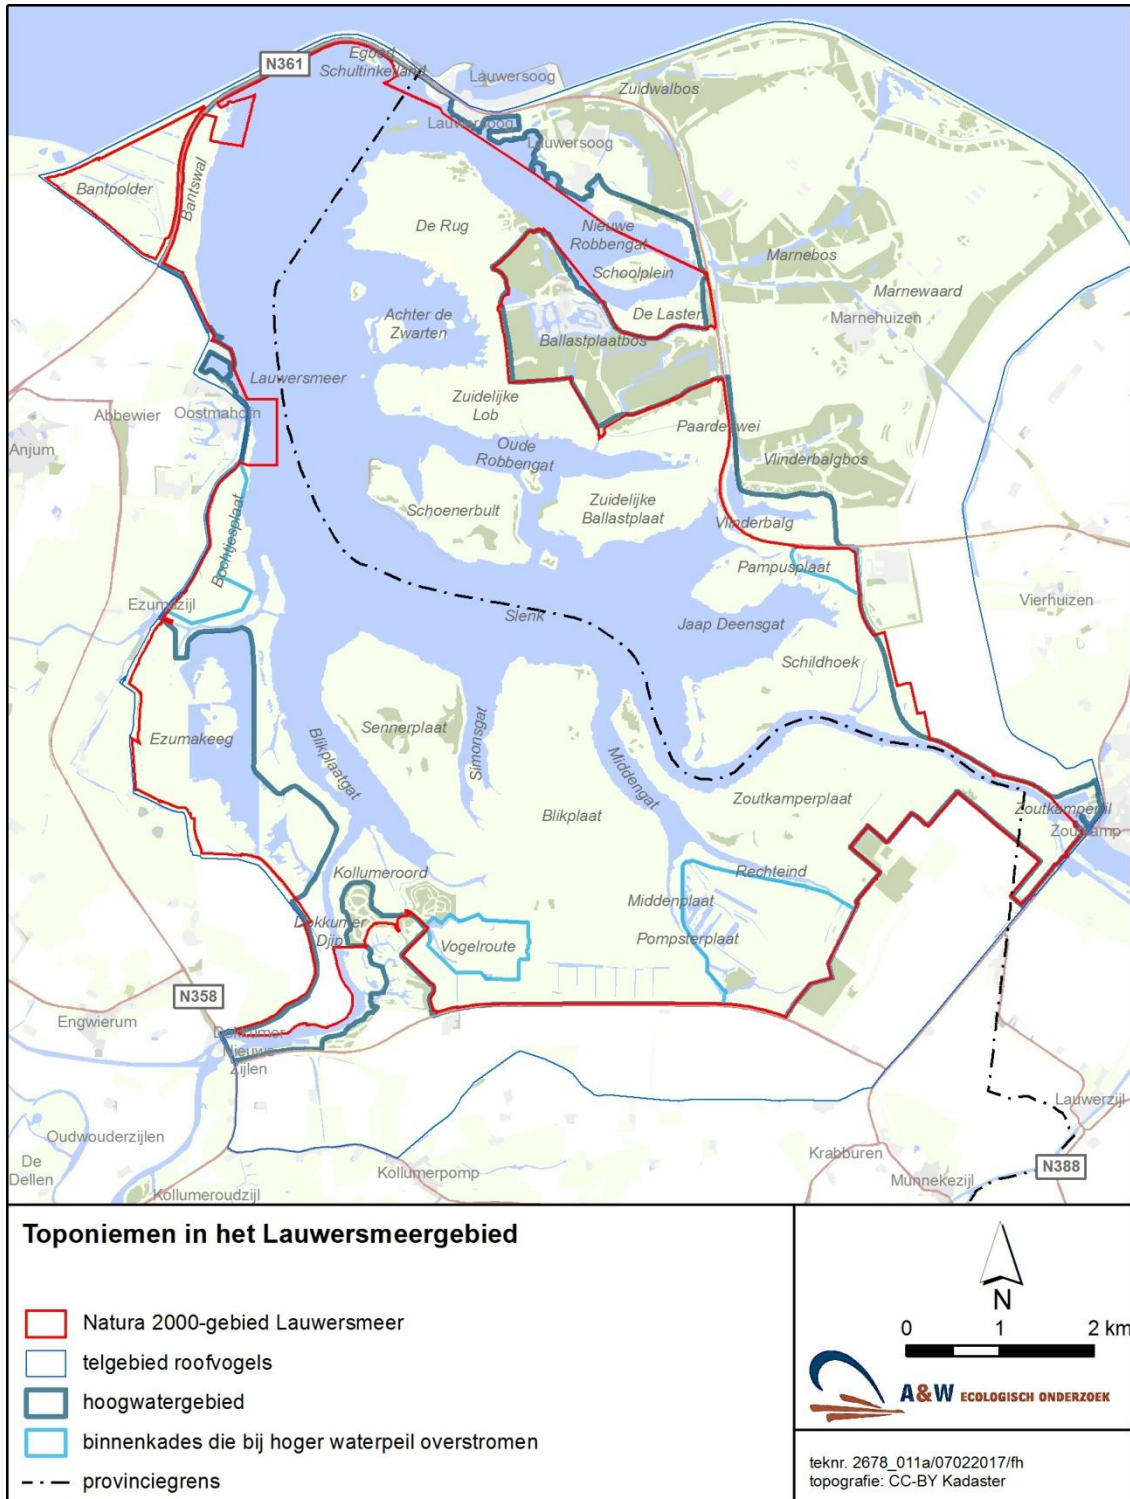 N361
Egbert
Schultinkelland
Lauwersoog
Zuidwalbos
Lauwersoog
Lauwersoog
Bantpolder
Bantswal
De Rug
Nieuwe
Robbengat
Schoolplein
Marnebos
Marnewaard
De Lasten
Marnehuizen
Achter de
Zwarten
Ballastplaatbos
Lauwersmeer
Zuidelijke
Lob
Abbewier
Oostmahorn
Anjum
Paardenwei
Oude
Robbengat
Vlinderbalgbos
Schoenerbult
Zuidelijke
Ballastplaat
Vlinderbalg
Bochtjesplaat
Pampusplaat
Ezumazijl
Vierhuizen
Slenk
Jaap Deensgat
Schildhoek
Ezumakeeg
Sennerplaat
Simonsgat
Blikplaatgat
Middengat
Blikplaat
Zoutkamperplaat
Zoutkamperril
Zoutkamp
Kollumeroord
Rechteind
Middenplaat
Dokkumer
Djip
Vogelroute
Pompsterplaat
N358
Engwierum
Dokkumer
Nieuwe
Zijlen
Lauwerzijl
Oudwouderzijlen
De
Dellen
Kollumerpomp
Krabburen
N388
Munnekezijl
Kollumeroudzijl
Toponiemen in het Lauwersmeergebied
Natura 2000-gebied Lauwersmeer
telgebied roofvogels
hoogwatergebied
binnenkades die bij hoger waterpeil overstromen
provinciegrens
N
0 1 2 km
A&W ECOLOGISCH ONDERZOEK
teknr. 2678_011a/07022017/fh
topografie: CC-BY Kadaster